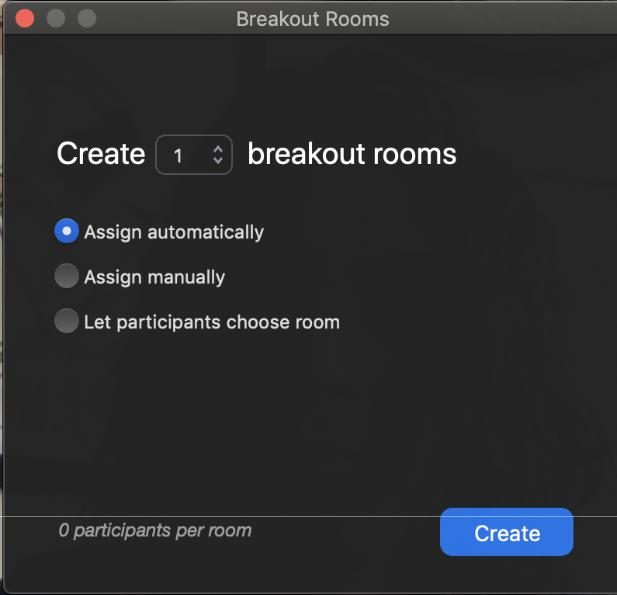 Breakout Rooms
Create 1 breakout rooms
Assign automatically
Assign manually
Let participants choose room
0 participants per room
Create